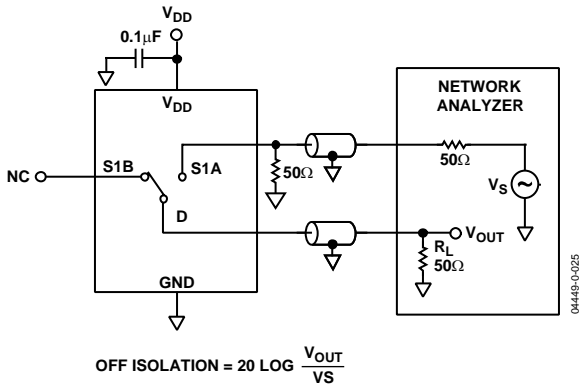 VDD
0.1μF
VDD
NETWORK
ANALYZER
S1B
S1A
NC
50Ω
50Ω
VS
D
VOUT
RL
50Ω
GND
04449-0-025
OFF ISOLATION = 20 LOG VOUT
VS